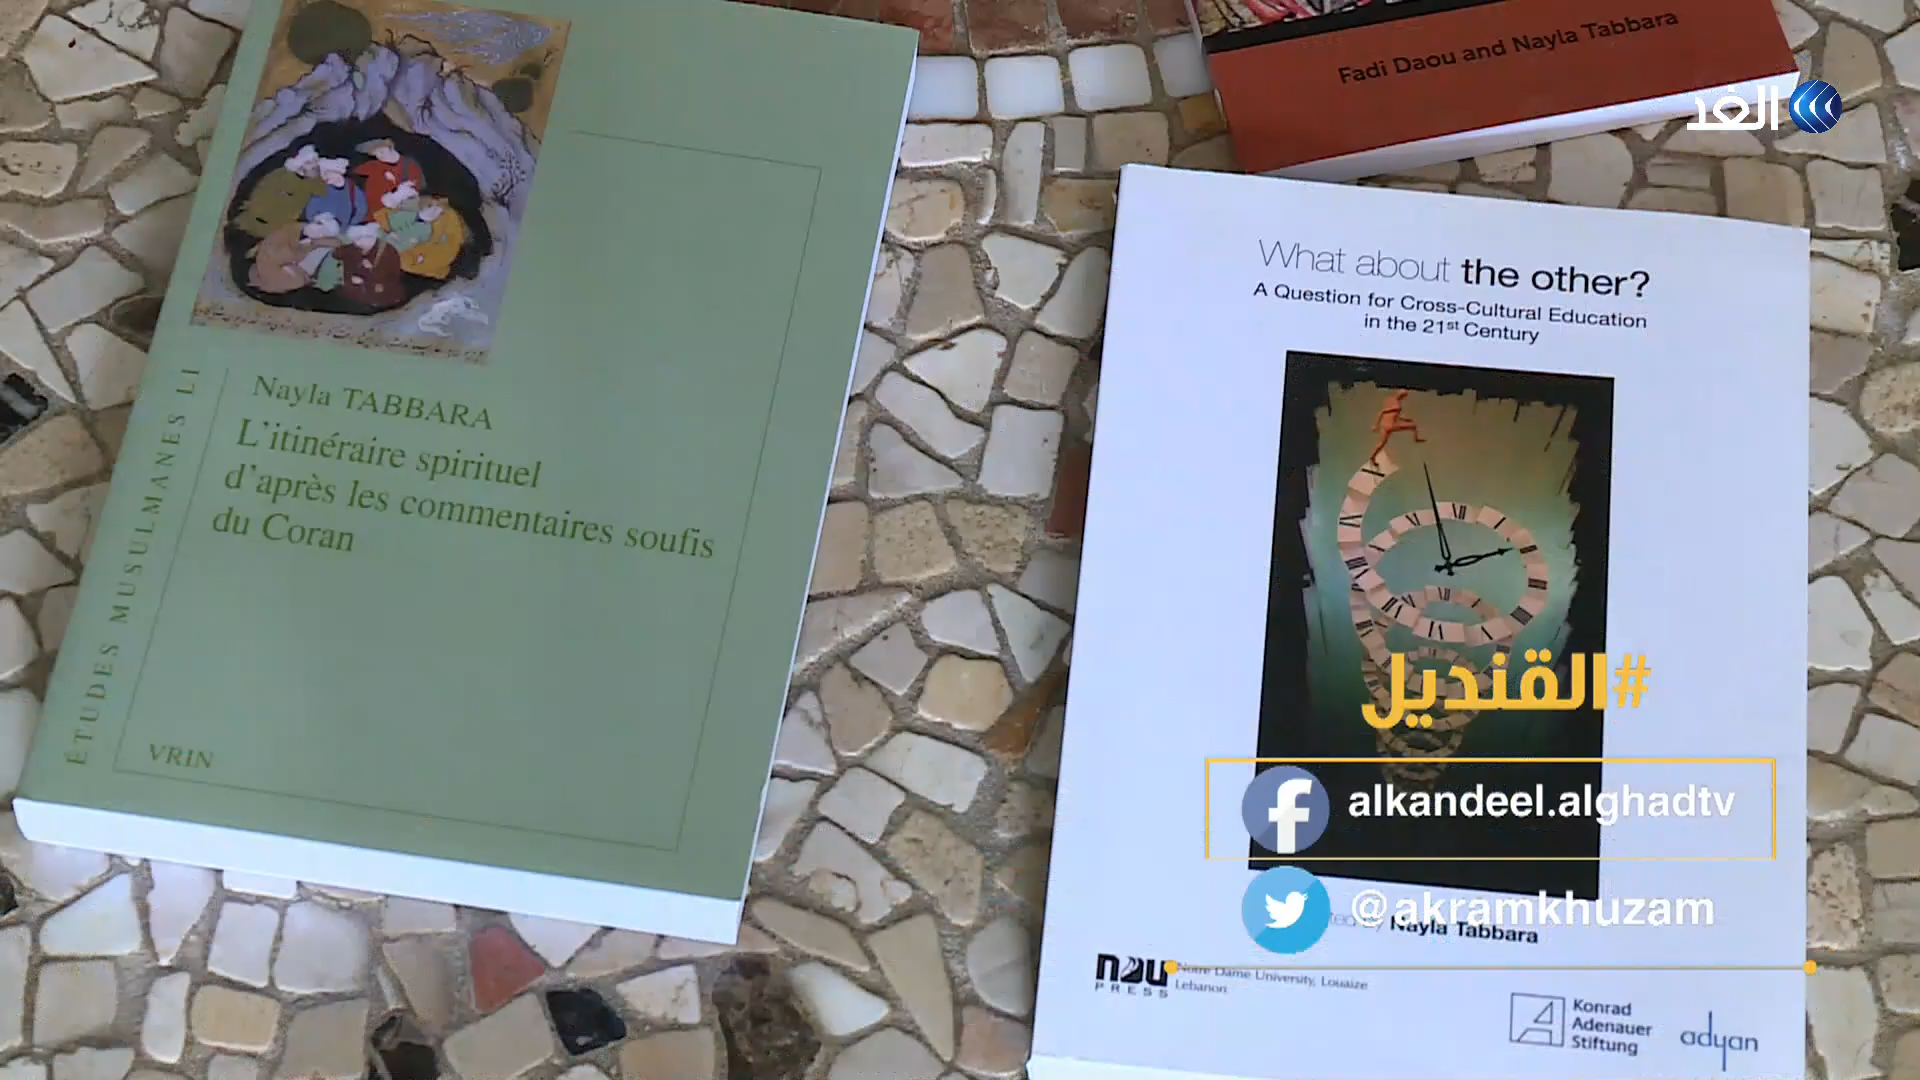 Fadi Daou and Nayla Tabbara
الغد
Nayla TABBARA
L'itinéraire spirituel
d'après les commentaires soufis
du Coran
ÉTUDES MUSULMANES LI
VRIN
What about the other?
A Question for Cross-Cultural Education
in the 21st Century
#القنديل
alkandeel.alghadtv
@akramkhuzam
Nayla Tabbara
NDU
PRESS
Notre Dame University, Louaize
Lebanon
Konrad
Adenauer
Stiftung
adyan